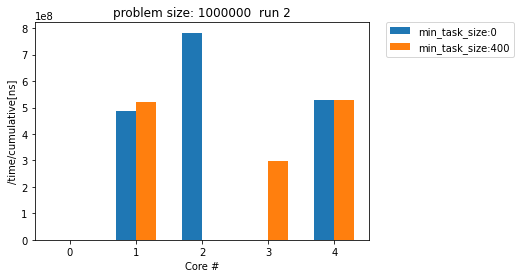 problem size: 1000000  run 2
1e8
min_task_size:0
min_task_size:400
8
7
6
5
4
3
2
1
0
/time/cumulative[ns]
0 1 2 3 4
Core #